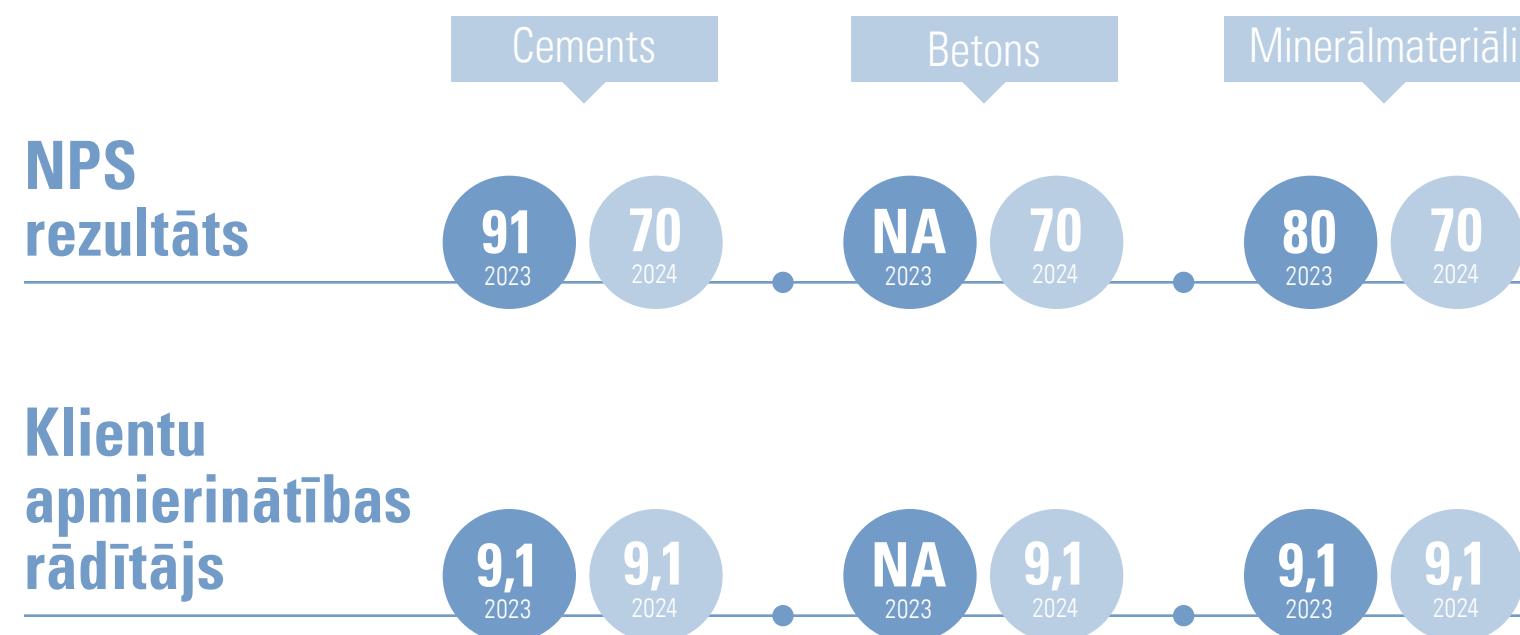 Cements
Betons
Minerālmateriāli
NPS
rezultāts
91
2023
70
2024
NA
2023
70
2024
80
2023
70
2024
Klientu
apmierinātības
rādītājs
9,1
2023
9,1
2024
NA
2023
9,1
2024
9,1
2023
9,1
2024